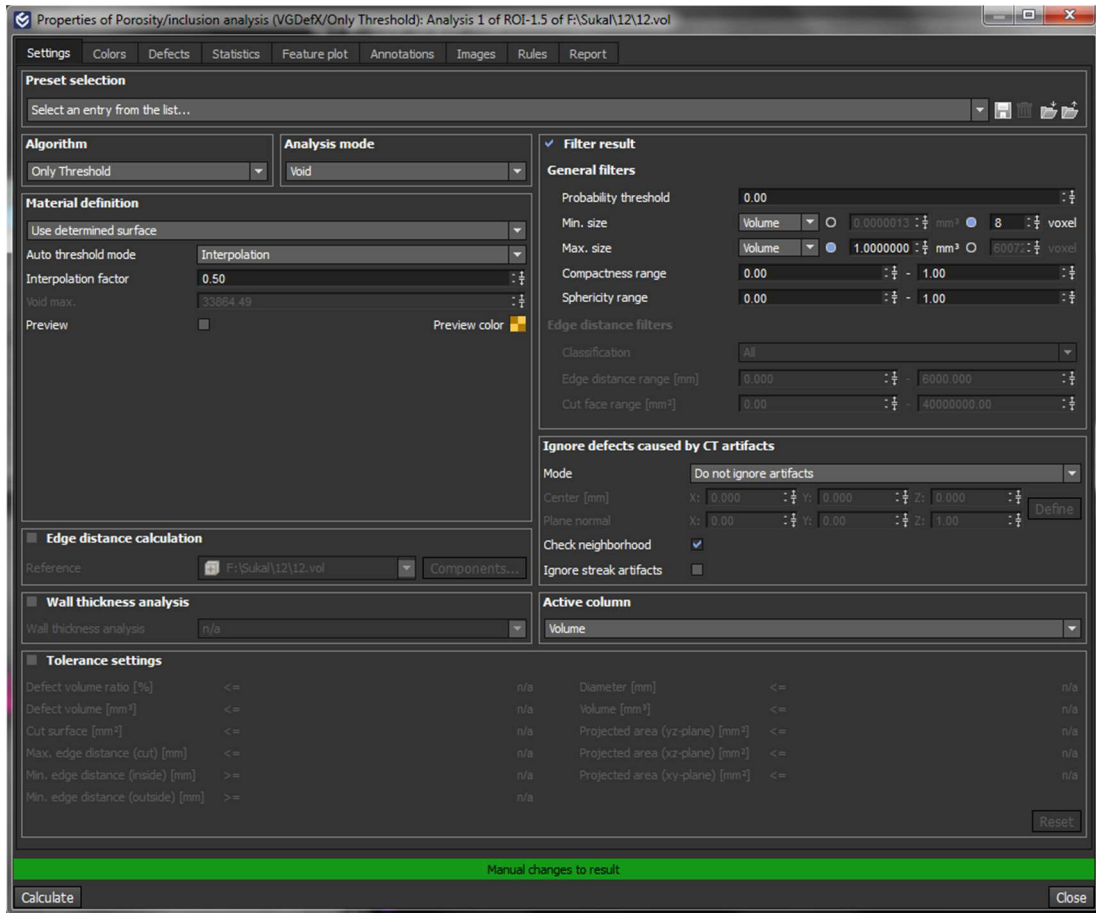 Properties of Porosity/inclusion analysis (VGDefX/Only Threshold): Analysis 1 of ROI-1.5 of F:\Sukal\12\12.vol
Settings Colors Defects Statistics Feature plot Annotations Images Rules Report
Preset selection
Select an entry from the list...
Algorithm
Only Threshold
Analysis mode
Void
Material definition
Use determined surface
Auto threshold mode Interpolation
Interpolation factor 0.50
Void max. 33864.49
Preview Preview color
Filter result
General filters
Probability threshold 0.00
Min. size Volume 0.0000013 mm³ 8 voxel
Max. size Volume 1.0000000 mm³ 60072 voxel
Compactness range 0.00 - 1.00
Sphericity range 0.00 - 1.00
Edge distance filters
Classification All
Edge distance range [mm] 0.000 - 6000.000
Cut face range [mm²] 0.00 - 40000000.00
Ignore defects caused by CT artifacts
Mode Do not ignore artifacts
Center [mm] X: 0.000 Y: 0.000 Z: 0.000
Plane normal X: 0.00 Y: 0.00 Z: 1.00
Define
Check neighborhood
Ignore streak artifacts
Edge distance calculation
Reference F:\Sukal\12\12.vol Components...
Wall thickness analysis
Wall thickness analysis n/a
Active column
Volume
Tolerance settings
Defect volume ratio [%] <= n/a Diameter [mm] <= n/a
Defect volume [mm³] <= n/a Volume [mm³] <= n/a
Cut surface [mm²] <= n/a Projected area (yz-plane) [mm²] <= n/a
Max. edge distance (cut) [mm] <= n/a Projected area (xz-plane) [mm²] <= n/a
Min. edge distance (inside) [mm] >= n/a Projected area (xy-plane) [mm²] <= n/a
Min. edge distance (outside) [mm] >= n/a
Reset
Manual changes to result
Calculate Close